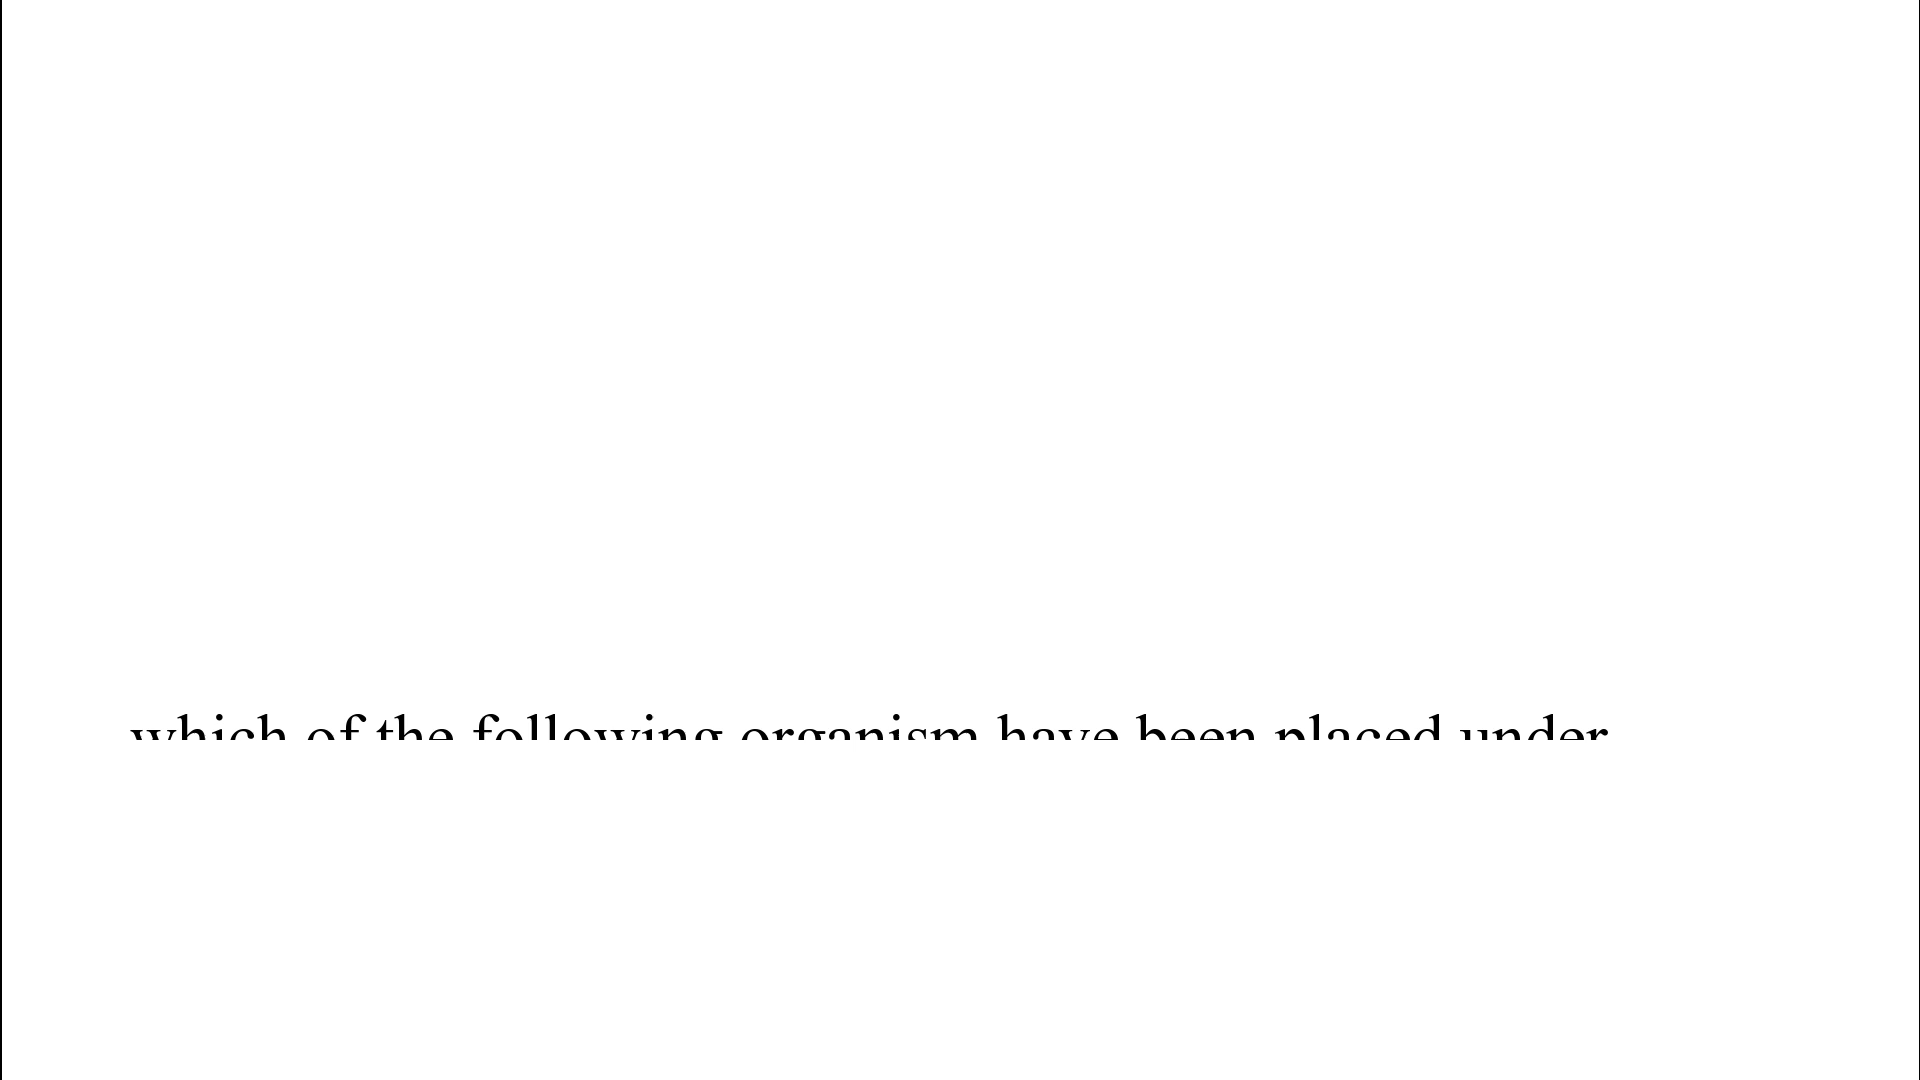 which of the following organism have been placed under